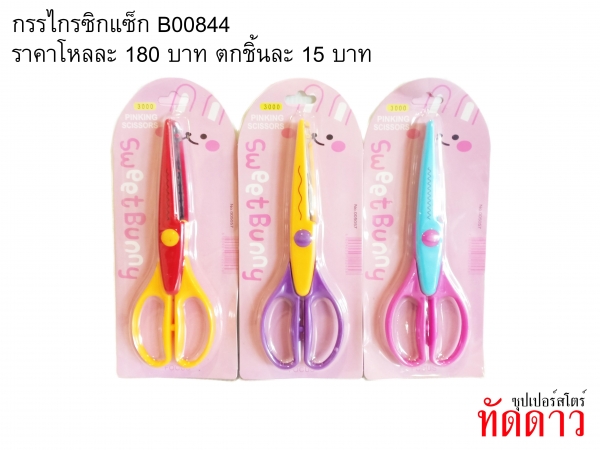 กรรไกรซิกแซ็ก B00844
ราคาโหลละ 180 บาท ตกชิ้นละ 15 บาท
3000
PINKING
SCISSORS
Sweet Bunny
3000
PINKING
SCISSORS
Sweet Bunny
3000
PINKING
SCISSORS
Sweet Bunny
ซุปเปอร์สโตร์
ทัดดาว